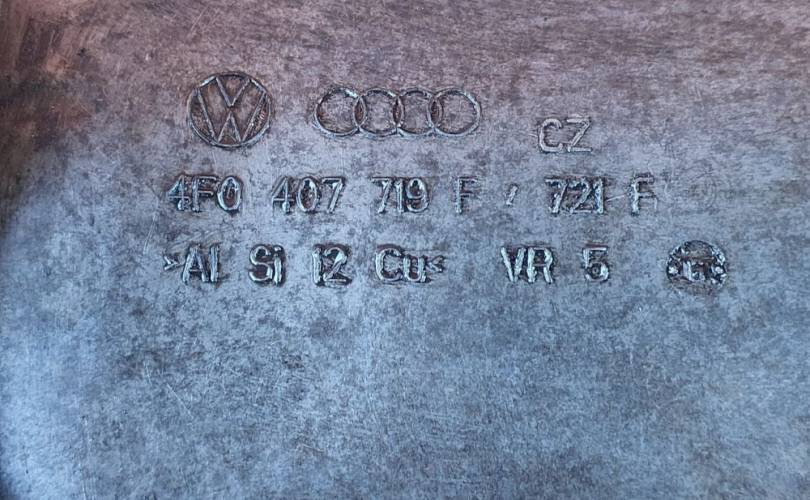 CZ
4F0 407 719 F / 721 F
>Al Si 12 Cu< VR 5